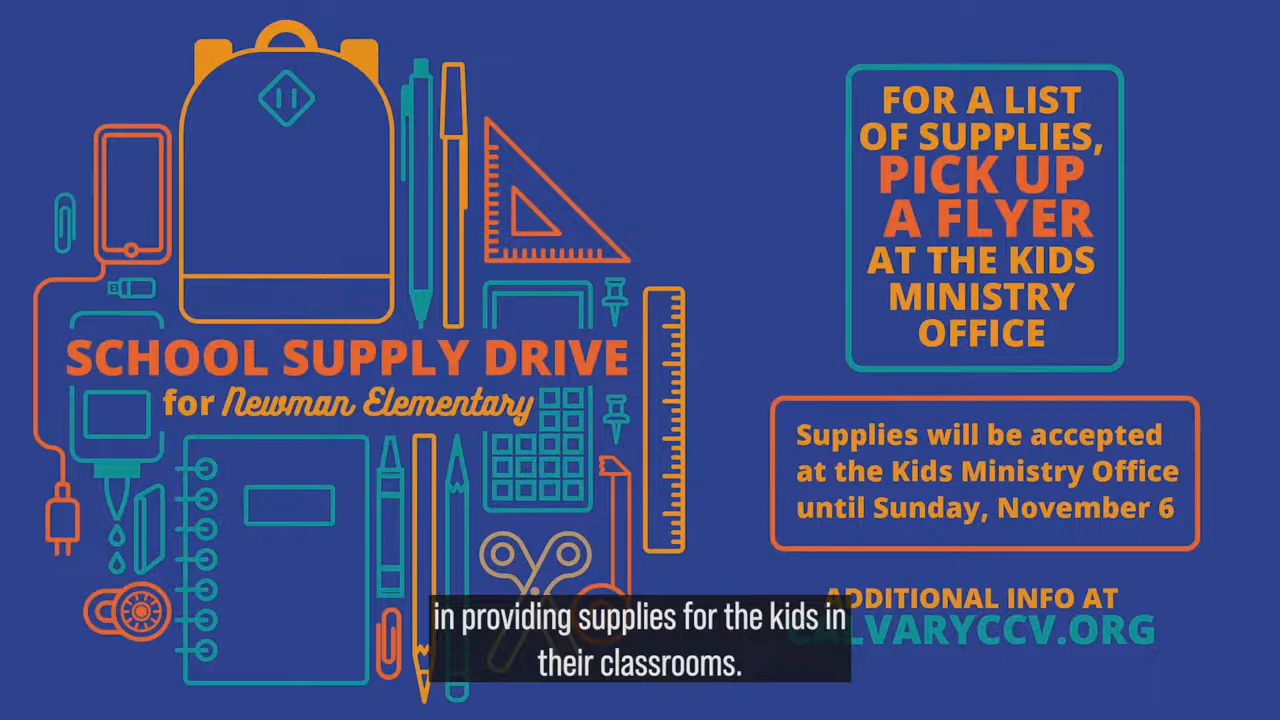 SCHOOL SUPPLY DRIVE
for Newman Elementary
FOR A LIST
OF SUPPLIES,
PICK UP
A FLYER
AT THE KIDS
MINISTRY
OFFICE
Supplies will be accepted
at the Kids Ministry Office
until Sunday, November 6
ADDITIONAL INFO AT
CALVARYCCV.ORG
in providing supplies for the kids in
their classrooms.